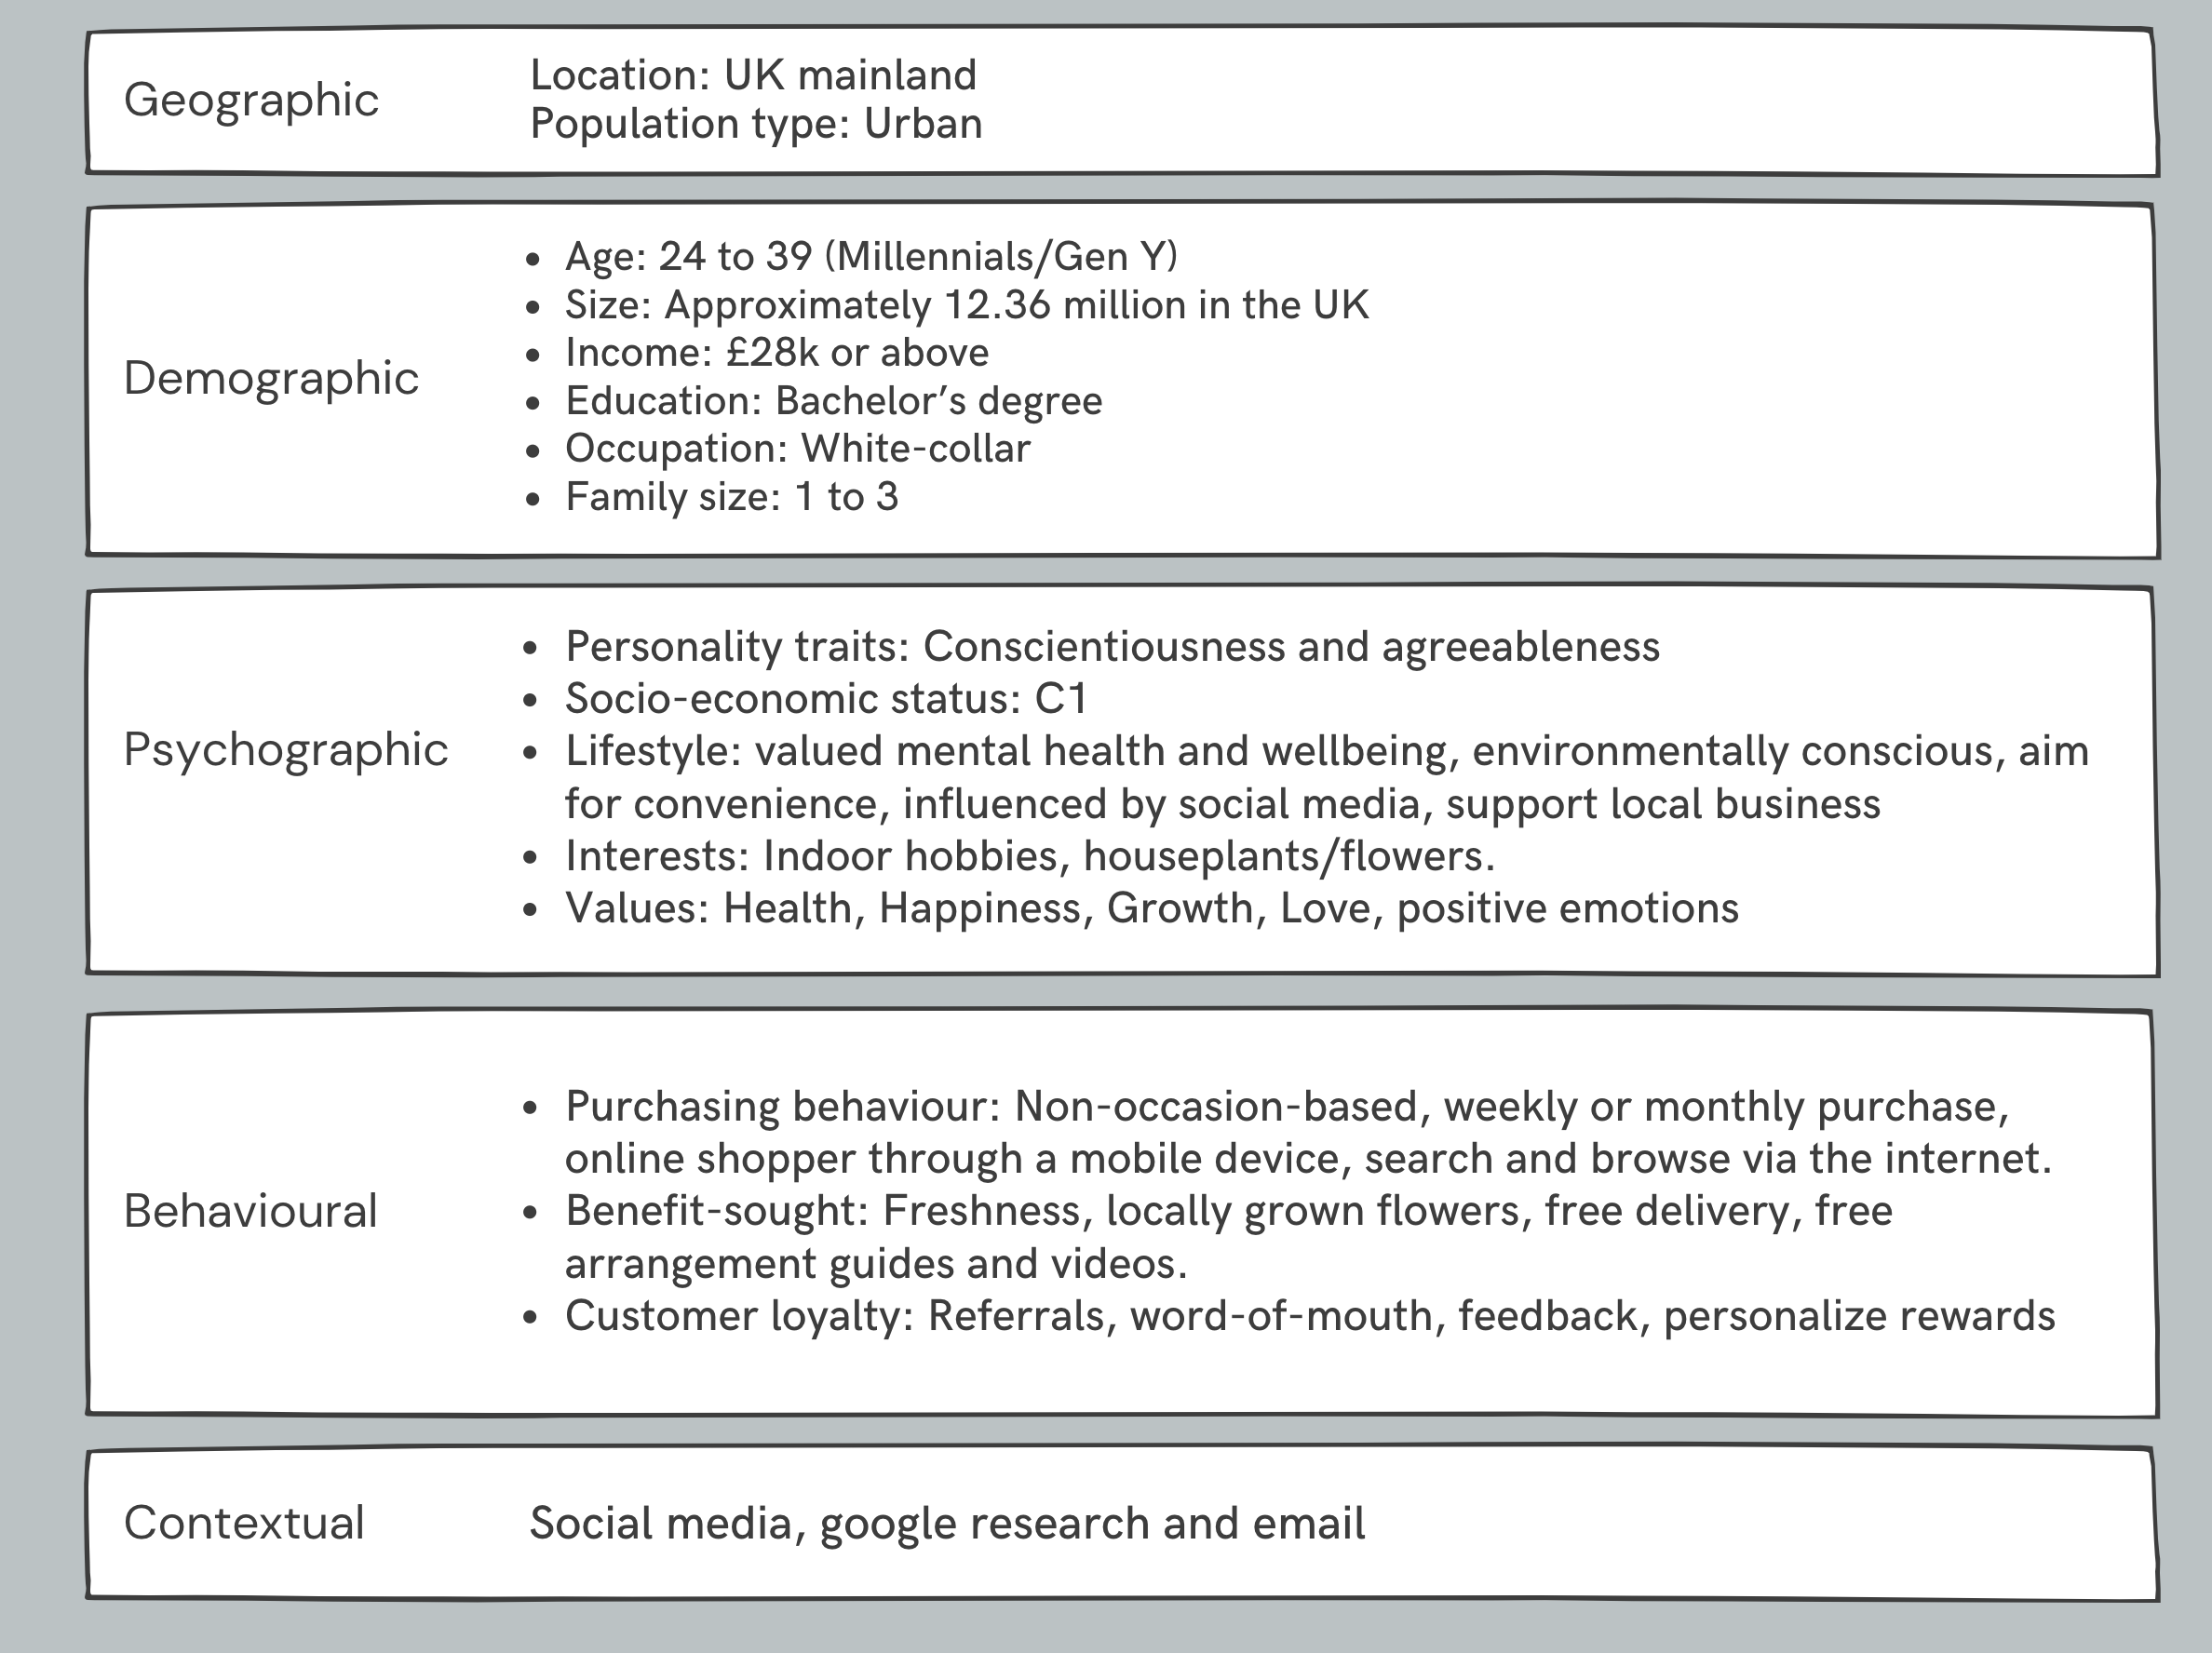 Geographic
Location: UK mainland
Population type: Urban
Demographic
• Age: 24 to 39 (Millennials/Gen Y)
• Size: Approximately 12.36 million in the UK
• Income: £28k or above
• Education: Bachelor’s degree
• Occupation: White-collar
• Family size: 1 to 3
Psychographic
• Personality traits: Conscientiousness and agreeableness
• Socio-economic status: C1
• Lifestyle: valued mental health and wellbeing, environmentally conscious, aim
for convenience, influenced by social media, support local business
• Interests: Indoor hobbies, houseplants/flowers.
• Values: Health, Happiness, Growth, Love, positive emotions
Behavioural
• Purchasing behaviour: Non-occasion-based, weekly or monthly purchase,
online shopper through a mobile device, search and browse via the internet.
• Benefit-sought: Freshness, locally grown flowers, free delivery, free
arrangement guides and videos.
• Customer loyalty: Referrals, word-of-mouth, feedback, personalize rewards
Contextual
Social media, google research and email